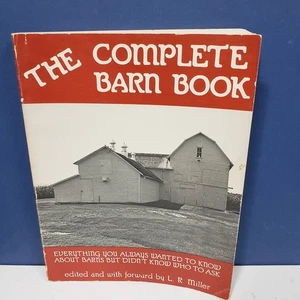 THE COMPLETE
BARN BOOK
EVERYTHING YOU ALWAYS WANTED TO KNOW
ABOUT BARNS BUT DIDN'T KNOW WHO TO ASK
edited and with forward by L. R. Miller